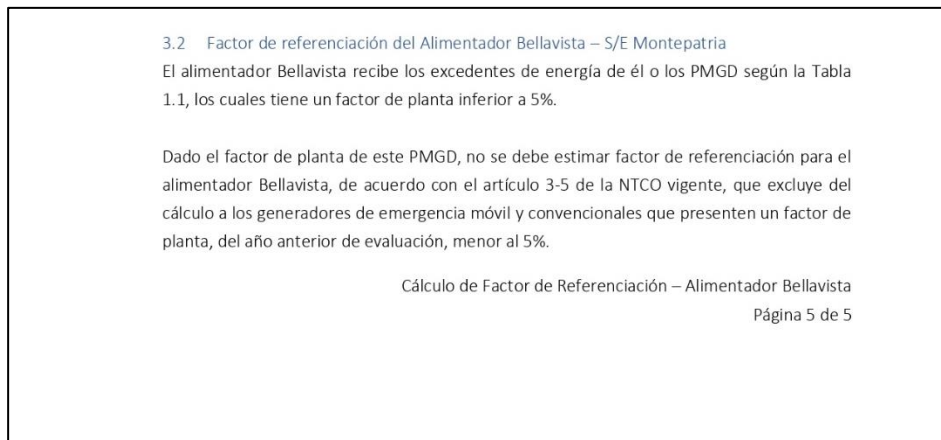 3.2 Factor de referenciación del Alimentador Bellavista – S/E Montepatria
El alimentador Bellavista recibe los excedentes de energía de él o los PMGD según la Tabla
1.1, los cuales tiene un factor de planta inferior a 5%.
Dado el factor de planta de este PMGD, no se debe estimar factor de referenciación para el
alimentador Bellavista, de acuerdo con el artículo 3-5 de la NTCO vigente, que excluye del
cálculo a los generadores de emergencia móvil y convencionales que presenten un factor de
planta, del año anterior de evaluación, menor al 5%.
Cálculo de Factor de Referenciación – Alimentador Bellavista
Página 5 de 5